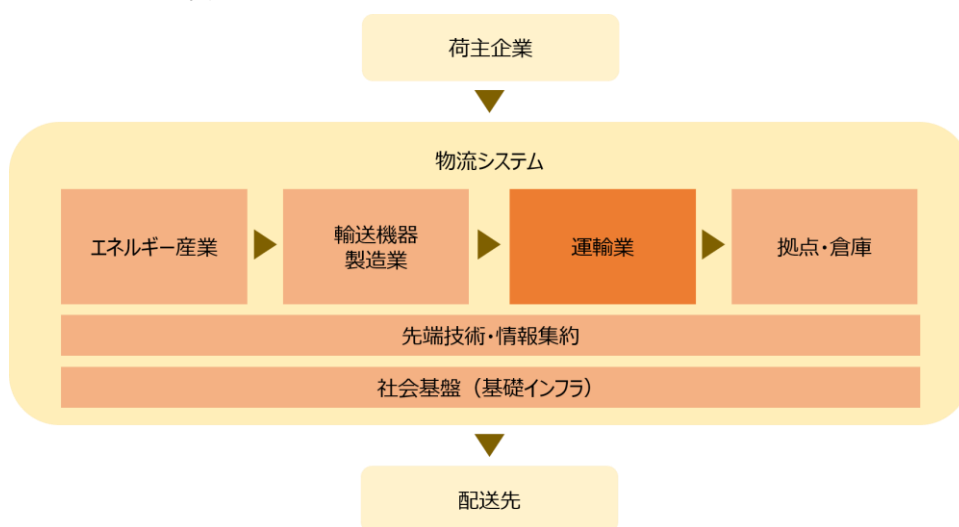 荷主企業
物流システム
エネルギー産業
輸送機器
製造業
運輸業
拠点・倉庫
先端技術・情報集約
社会基盤（基礎インフラ）
配送先